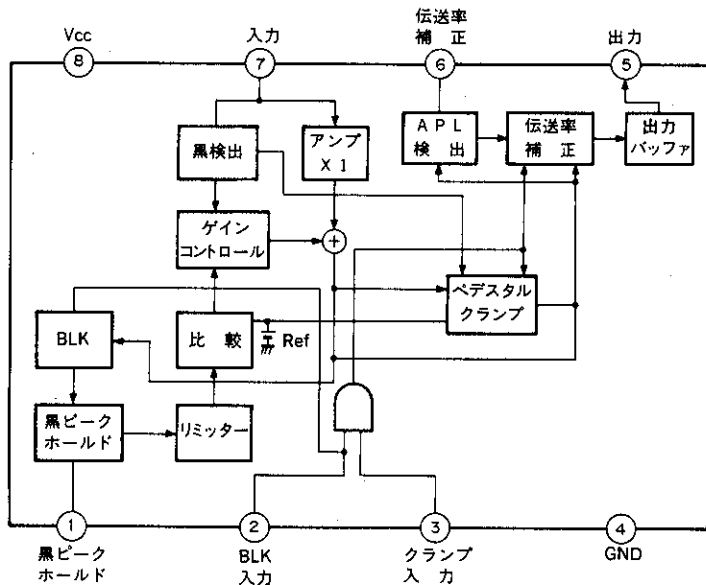 Vcc
入力
伝送率
補 正
出力
8
7
6
5
黒検出
アンプ
X 1
A P L
検 出
伝送率
補 正
出力
バッファ
ゲイン
コントロール
+
ペデスタル
クランプ
BLK
比 較
Ref
黒ピーク
ホールド
リミッター
1
2
3
4
黒ピーク
ホールド
BLK
入力
クランプ
入 力
GND